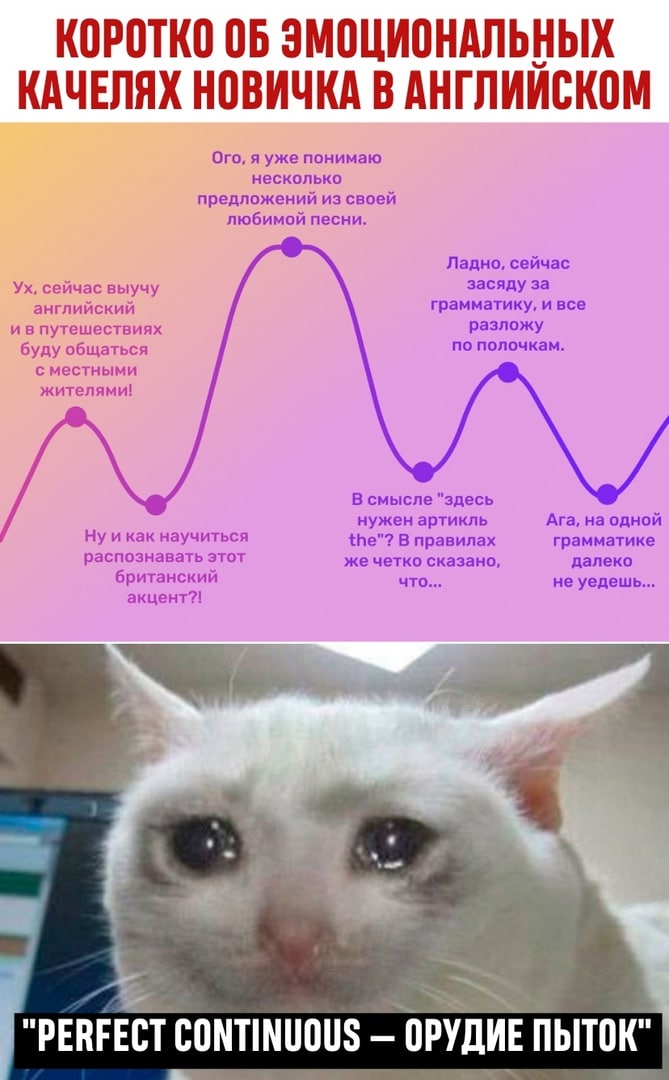 КОРОТКО ОБ ЭМОЦИОНАЛЬНЫХ
КАЧЕЛЯХ НОВИЧКА В АНГЛИЙСКОМ
Ух, сейчас выучу
английский
и в путешествиях
буду общаться
с местными
жителями!
Ну и как научиться
распознавать этот
британский
акцент?!
Ого, я уже понимаю
несколько
предложений из своей
любимой песни.
В смысле "здесь
нужен артикль
the"? В правилах
же четко сказано,
что...
Ладно, сейчас
засяду за
грамматику, и все
разложу
по полочкам.
Ага, на одной
грамматике
далеко
не уедешь...
"PERFECT CONTINUOUS – ОРУДИЕ ПЫТОК"